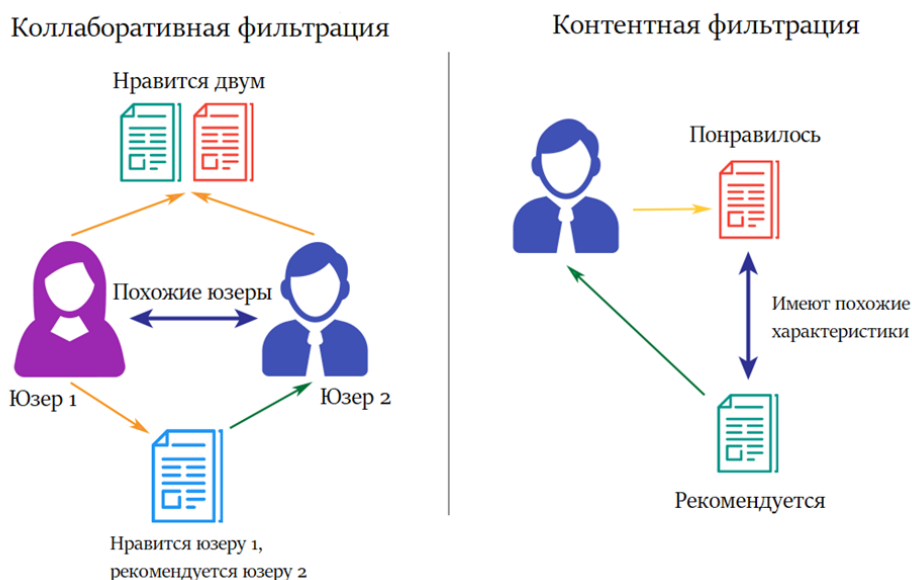 Коллаборативная фильтрация
Нравится двум
Похожие юзеры
Юзер 1
Юзер 2
Нравится юзеру 1,
рекомендуется юзеру 2
Контентная фильтрация
Понравилось
Имеют похожие
характеристики
Рекомендуется